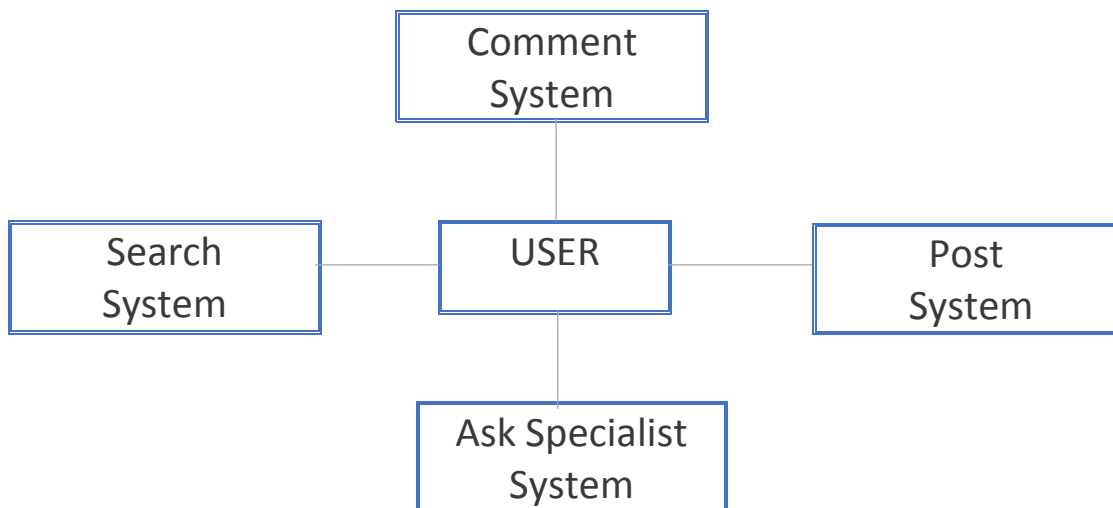 Comment
System
Search
System
USER
Post
System
Ask Specialist
System